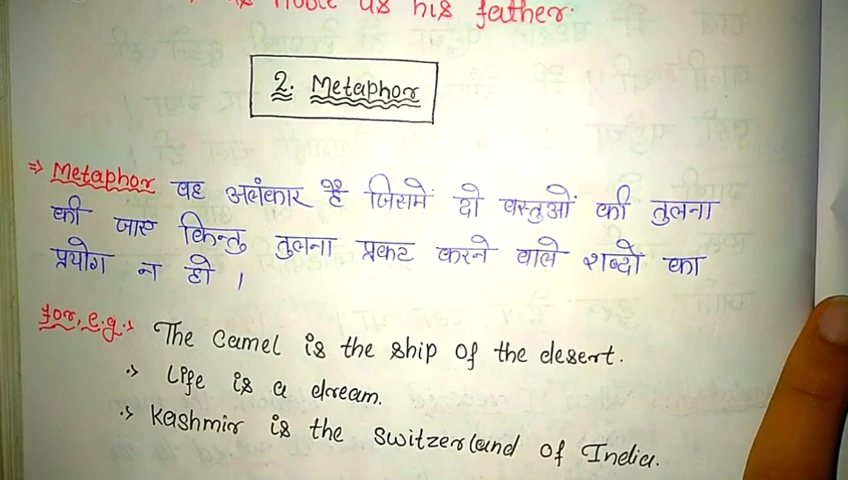 as his father.
2. Metaphor
⇒ Metaphor वह अलंकार है जिसमें दो वस्तुओं की तुलना
की जाए किन्तु तुलना प्रकट करने वाले शब्दों का
प्रयोग न हो ।
for, e.g.:> The Camel is the ship of the desert.
:> Life is a dream.
:> Kashmir is the Switzerland of India.